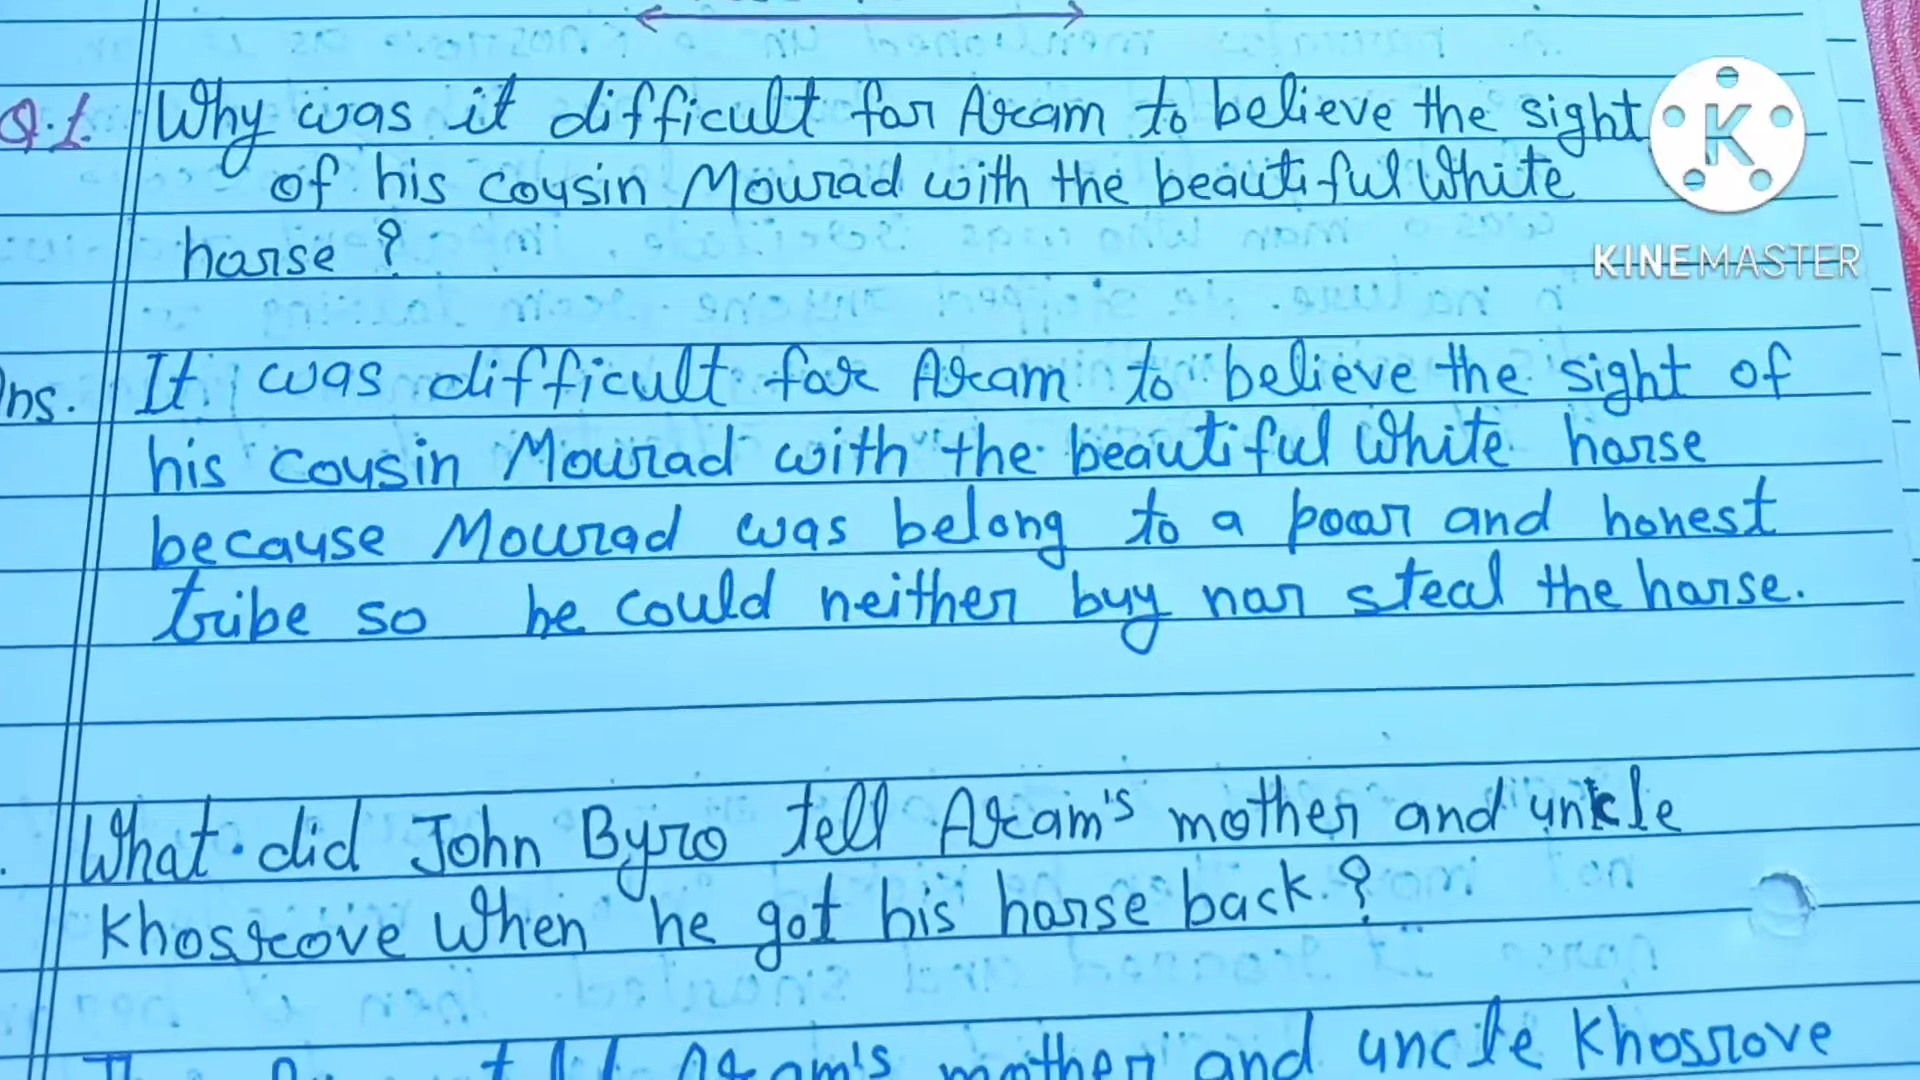 Q.1. Why was it difficult for Aram to believe the sight
of his cousin Mourad with the beautiful White
horse ?
KINEMASTER
Ans. It was difficult for Aram to believe the sight of
his cousin Mourad with the beautiful White horse
because Mourad was belong to a poor and honest
tribe so he could neither buy nor steal the horse.
What did John Byro tell Aram's mother and unkle
Khosrove When he got his horse back. ?
Aram's mother and uncle Khosrove